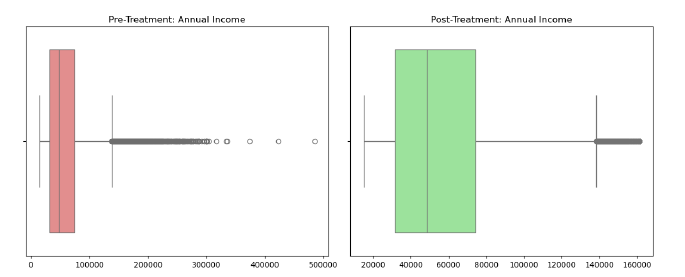 Pre-Treatment: Annual Income
Post-Treatment: Annual Income
0 100000 200000 300000 400000 500000
20000 40000 60000 80000 100000 120000 140000 160000